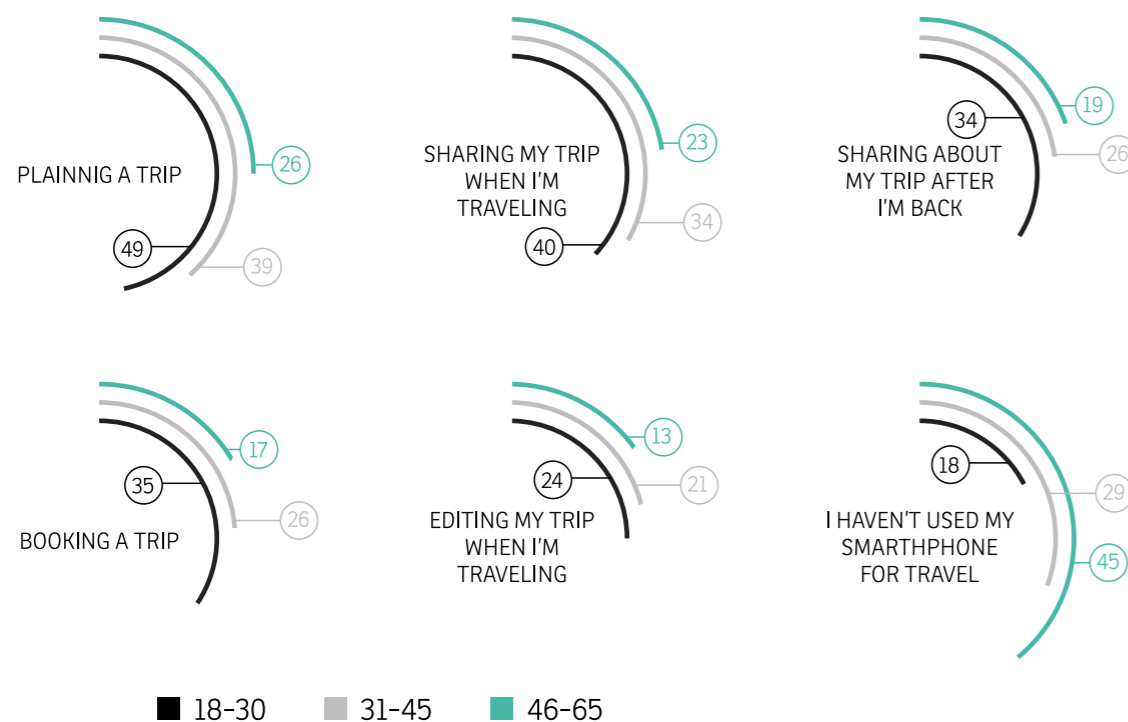 PLAINNIG A TRIP
26
49
39
SHARING MY TRIP
WHEN I'M
TRAVELING
23
34
40
SHARING ABOUT
MY TRIP AFTER
I'M BACK
34
19
26
BOOKING A TRIP
17
35
26
EDITING MY TRIP
WHEN I'M
TRAVELING
13
24
21
I HAVEN'T USED MY
SMARTHPHONE
FOR TRAVEL
18
29
45
18-30
31-45
46-65